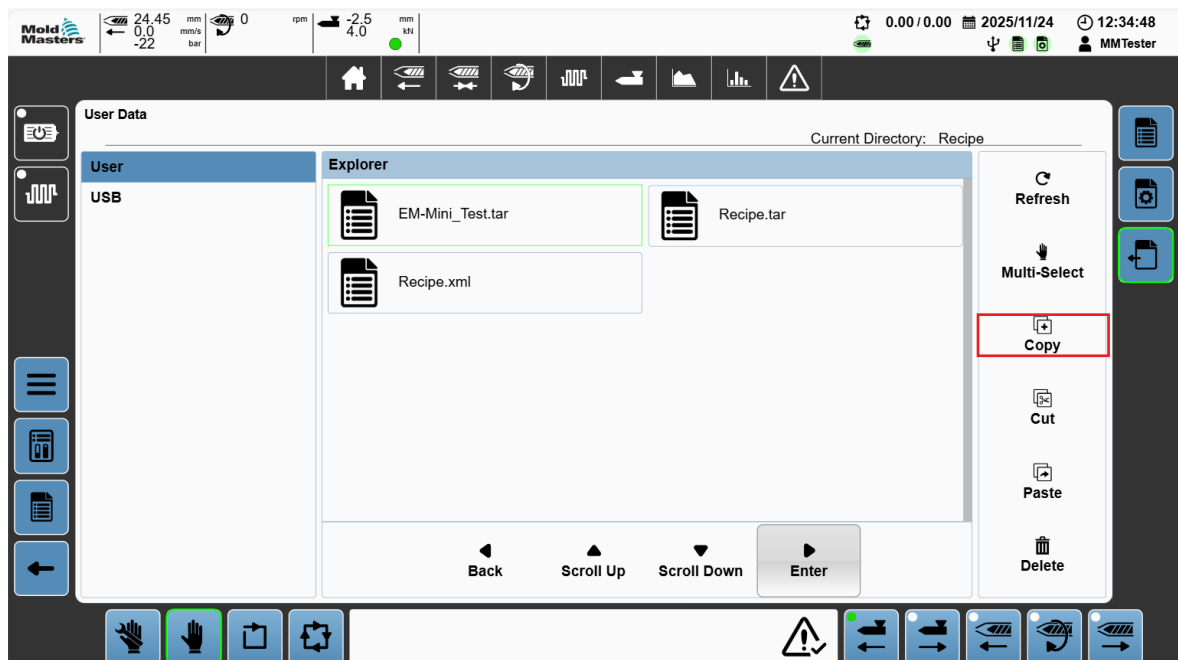 Mold Masters
24.45 mm
0.0 mm/s
-22 bar
0 rpm
-2.5 mm
4.0 kN
0.00 / 0.00
2025/11/24
12:34:48
MMTester
User Data
Current Directory: Recipe
User
USB
Explorer
EM-Mini_Test.tar
Recipe.tar
Recipe.xml
Refresh
Multi-Select
Copy
Cut
Paste
Delete
Back
Scroll Up
Scroll Down
Enter